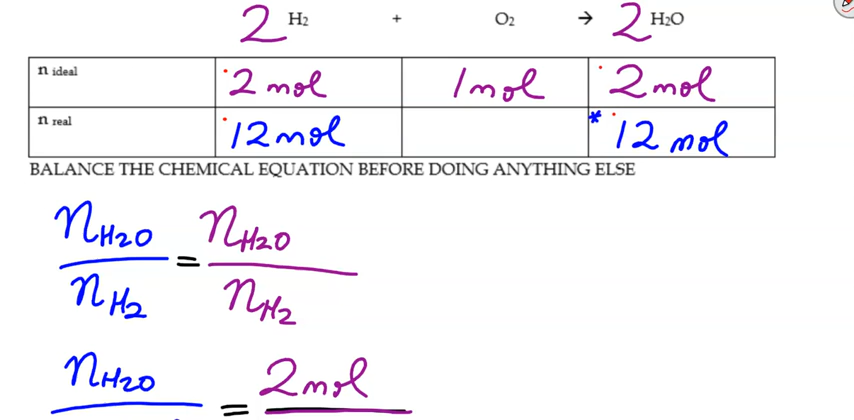 2 H₂ + O₂ → 2 H₂O
n ideal 2 mol 1 mol 2 mol
n real 12 mol * 12 mol
BALANCE THE CHEMICAL EQUATION BEFORE DOING ANYTHING ELSE
nH₂O / nH₂ = nH₂O / nH₂
nH₂O = 2 mol